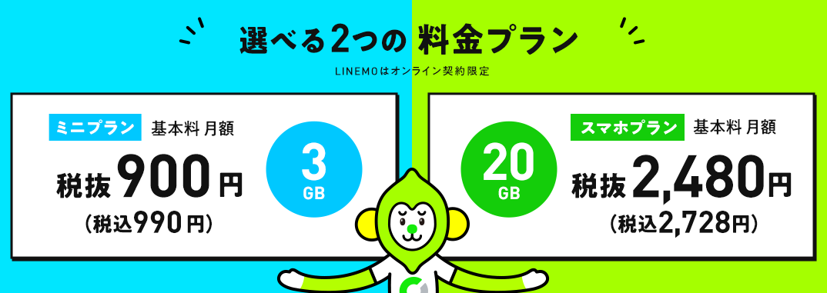 選べる2つの 料金プラン
LINEMOはオンライン契約限定
ミニプラン 基本料 月額
税抜900円
(税込990円)
3
GB
スマホプラン 基本料 月額
20
GB
税抜2,480円
(税込2,728円)